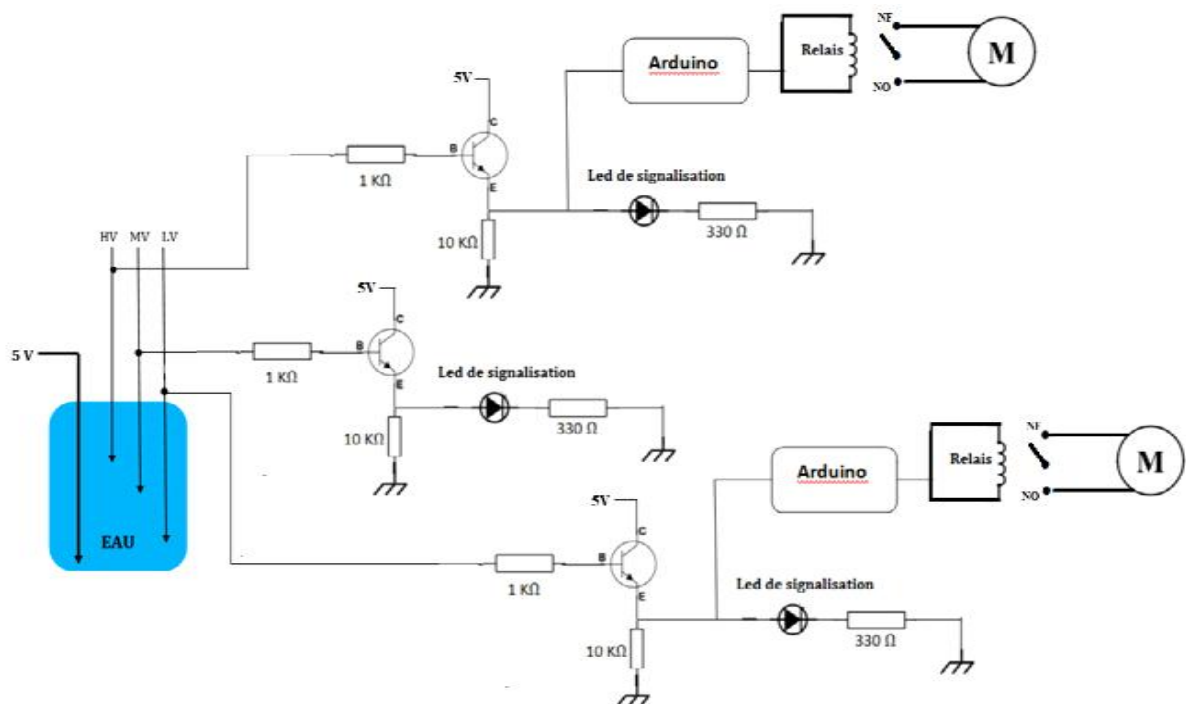 NF
Relais
M
Arduino
NO
5V
C
B
E
1 KΩ
Led de signalisation
10 KΩ
330 Ω
HV MV LV
5V
C
B
E
5 V
1 KΩ
Led de signalisation
10 KΩ
330 Ω
NF
Relais
M
Arduino
NO
EAU
5V
C
B
E
1 KΩ
Led de signalisation
10 KΩ
330 Ω